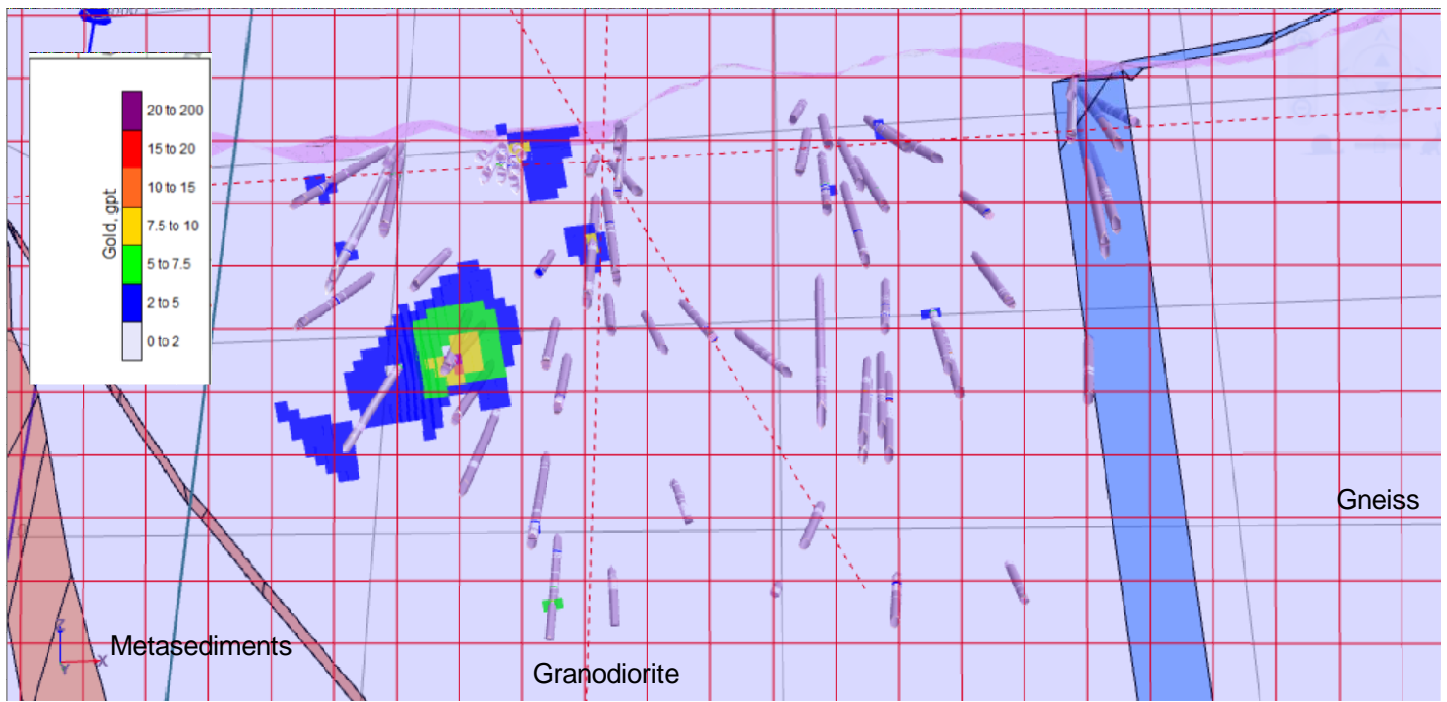 20 to 200
15 to 20
10 to 15
7.5 to 10
5 to 7.5
2 to 5
0 to 2
Gold, gpt
Gneiss
Z
X
Y
Metasediments
Granodiorite